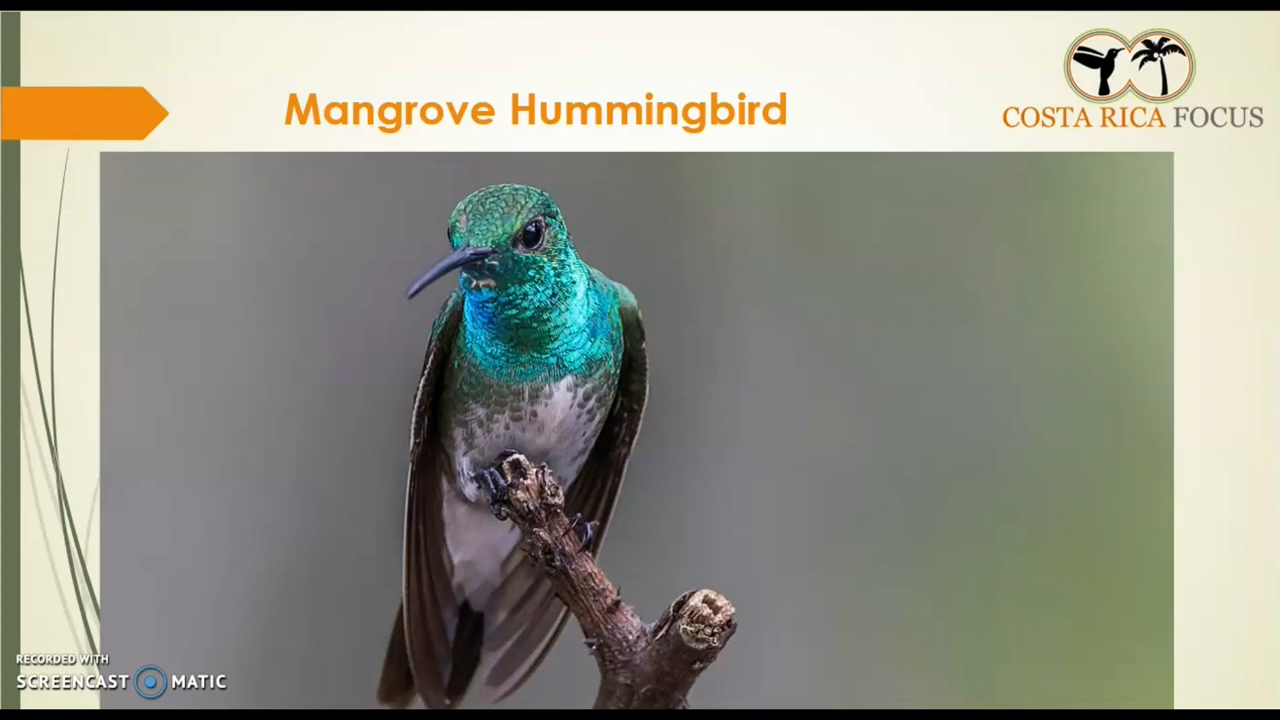 Mangrove Hummingbird
COSTA RICA FOCUS
RECORDED WITH
SCREENCAST MATIC